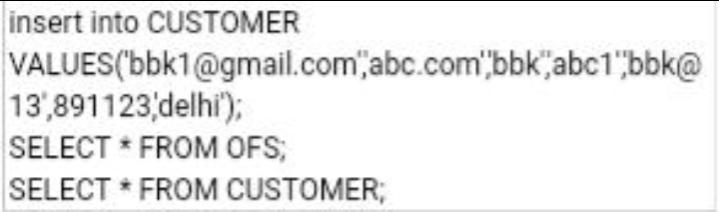 insert into CUSTOMER
VALUES('bbk1@gmail.com','abc.com','bbk','abc1','bbk@
13',891123,'delhi');
SELECT * FROM OFS;
SELECT * FROM CUSTOMER;